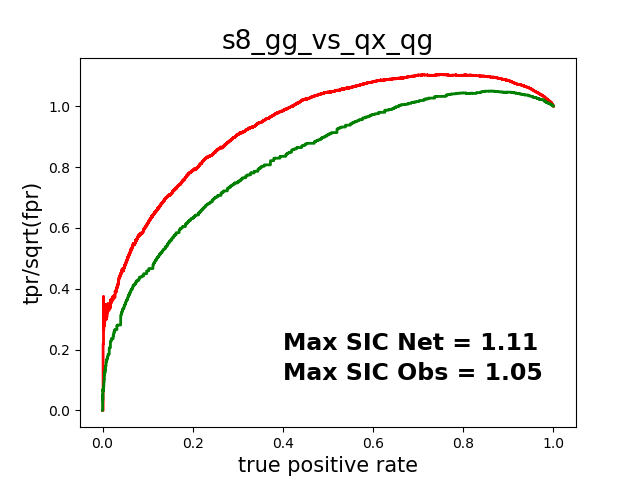 s8_gg_vs_qx_qg
tpr/sqrt(fpr)
1.0
0.8
0.6
0.4
0.2
0.0
Max SIC Net = 1.11
Max SIC Obs = 1.05
0.0 0.2 0.4 0.6 0.8 1.0
true positive rate